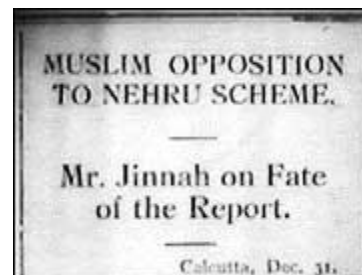 MUSLIM OPPOSITION
TO NEHRU SCHEME.
Mr. Jinnah on Fate
of the Report.
Calcutta, Dec. 31.